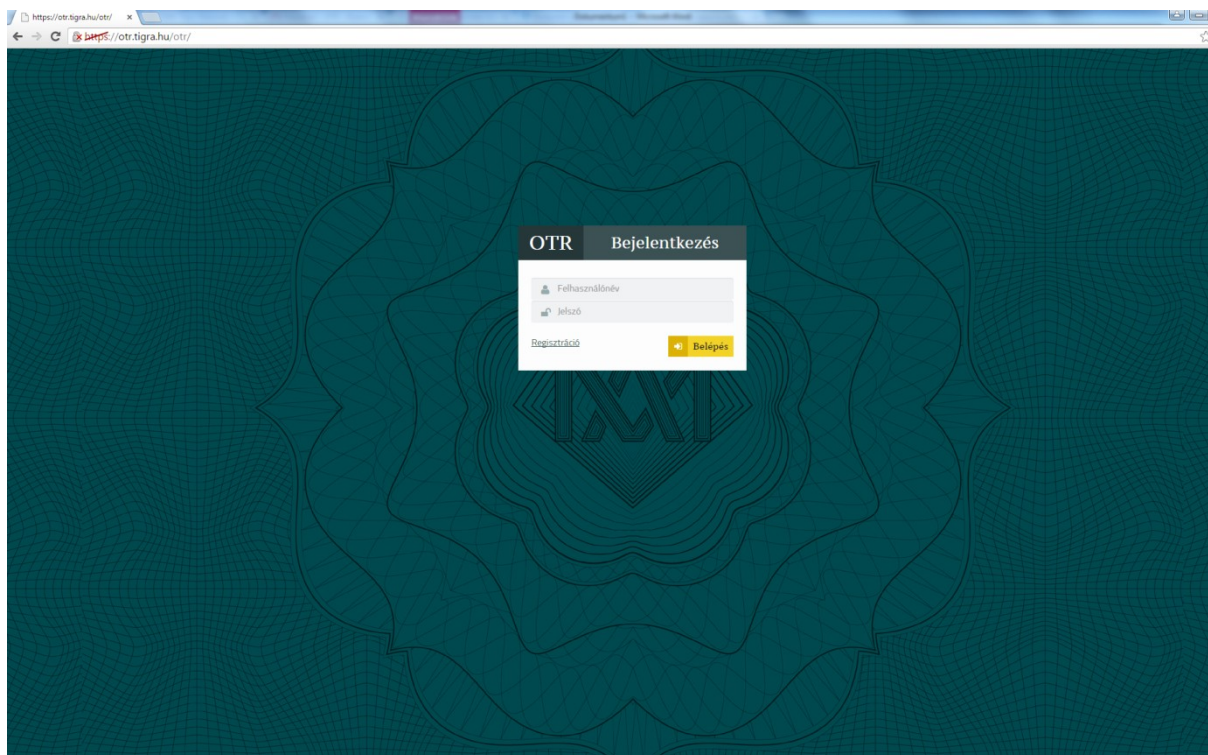 https://otr.tigra.hu/otr/
https://otr.tigra.hu/otr/
OTR Bejelentkezés
Felhasználónév
Jelszó
Regisztráció Belépés